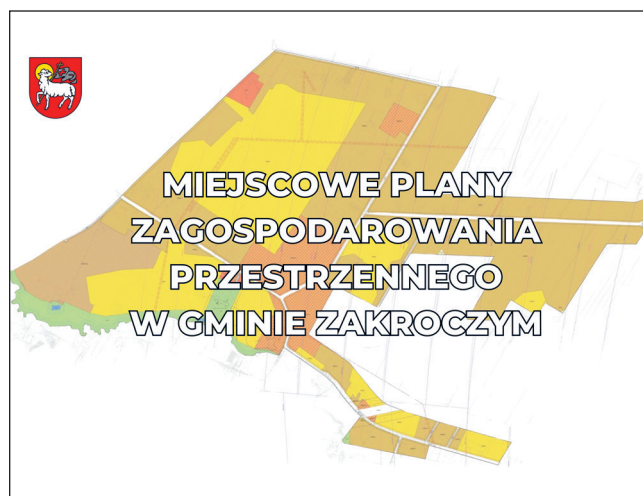 MIEJSCOWE PLANY
ZAGOSPODAROWANIA
PRZESTRZENNEGO
W GMINIE ZAKROCZYM